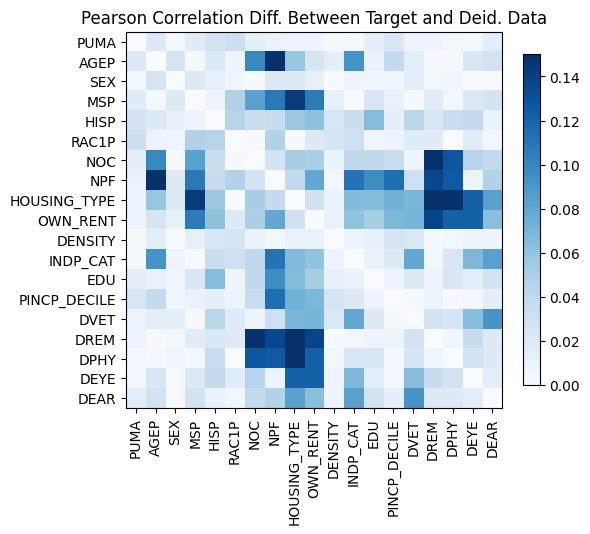 Pearson Correlation Diff. Between Target and Deid. Data
PUMA
AGEP
SEX
MSP
HISP
RAC1P
NOC
NPF
HOUSING_TYPE
OWN_RENT
DENSITY
INDP_CAT
EDU
PINCP_DECILE
DVET
DREM
DPHY
DEYE
DEAR
PUMA
AGEP
SEX
MSP
HISP
RAC1P
NOC
NPF
HOUSING_TYPE
OWN_RENT
DENSITY
INDP_CAT
EDU
PINCP_DECILE
DVET
DREM
DPHY
DEYE
DEAR
0.14
0.12
0.10
0.08
0.06
0.04
0.02
0.00